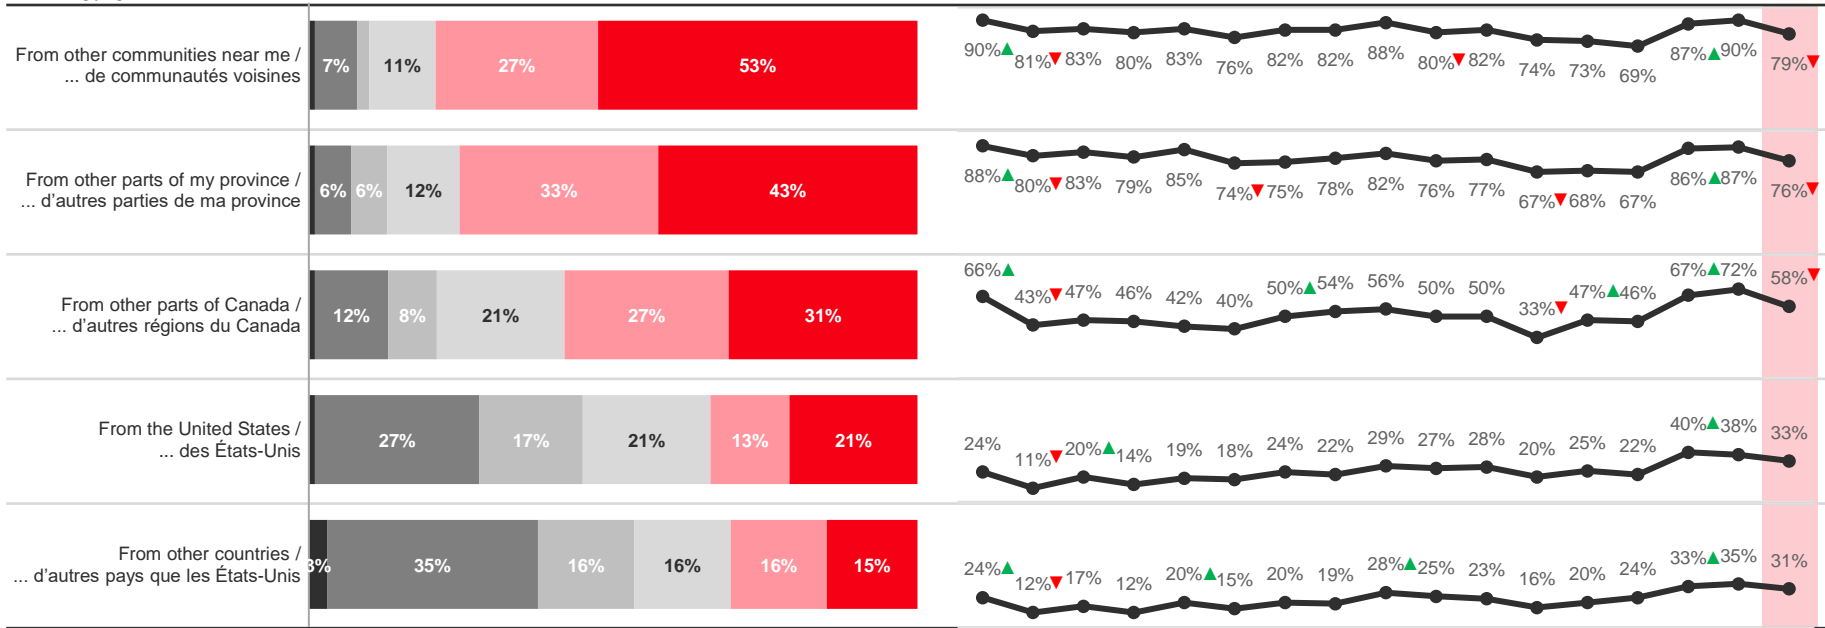 From other communities near me /
... de communautés voisines
7% 11% 27% 53%
90% 81% 83% 80% 83% 76% 82% 82% 88% 80% 82% 74% 73% 69% 87% 90% 79%
From other parts of my province /
... d'autres parties de ma province
6% 6% 12% 33% 43%
88% 80% 83% 79% 85% 74% 75% 78% 82% 76% 77% 67% 68% 67% 86% 87% 76%
From other parts of Canada /
... d'autres régions du Canada
12% 8% 21% 27% 31%
66% 43% 47% 46% 42% 40% 50% 54% 56% 50% 50% 33% 47% 46% 67% 72% 58%
From the United States /
... des États-Unis
27% 17% 21% 13% 21%
24% 11% 20% 14% 19% 18% 24% 22% 29% 27% 28% 20% 25% 22% 40% 38% 33%
From other countries /
... d'autres pays que les États-Unis
3% 35% 16% 16% 16% 15%
24% 12% 17% 12% 20% 15% 20% 19% 28% 25% 23% 16% 20% 24% 33% 35% 31%